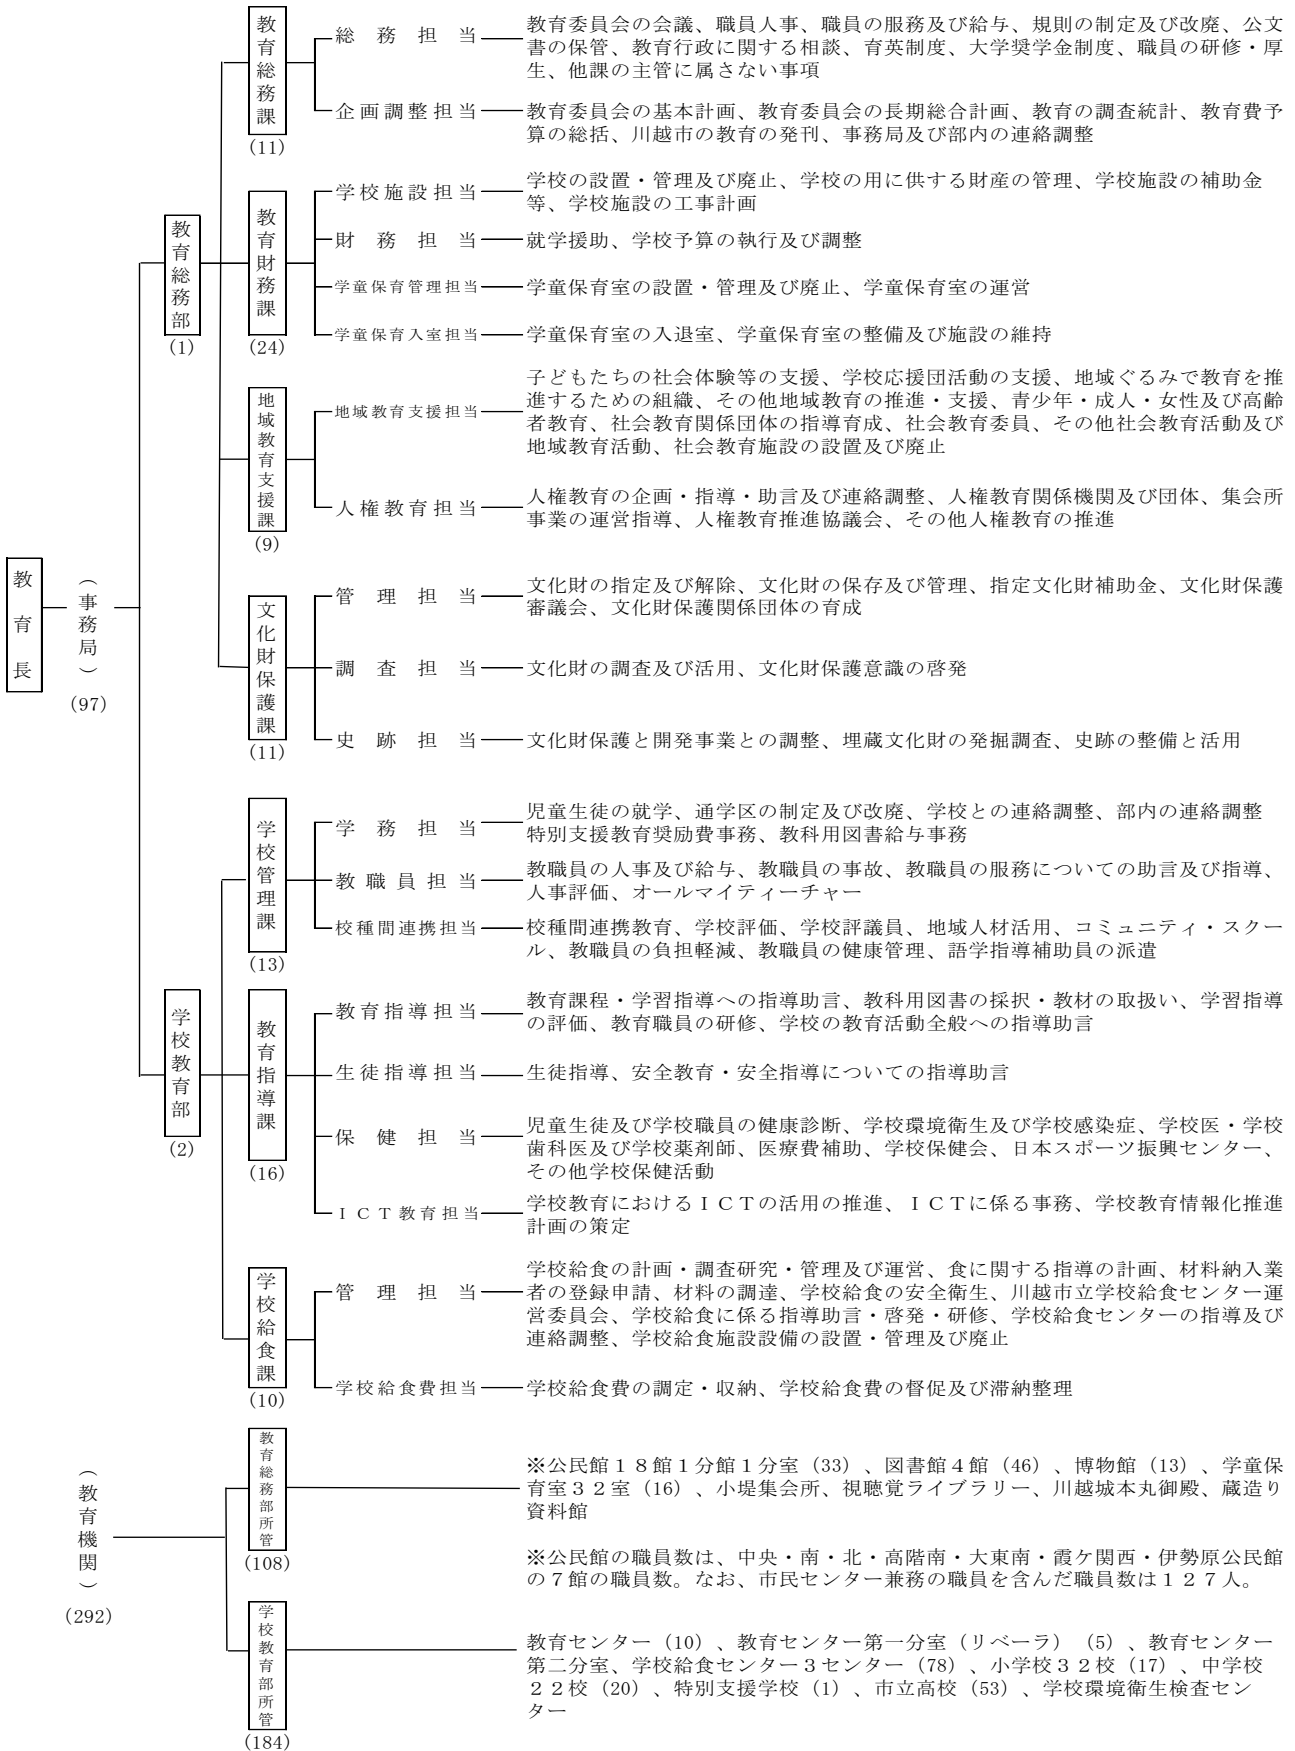 教育長
（事務局）
(97)
教育総務部
(1)
教育総務課
(11)
総務担当
教育委員会の会議、職員人事、職員の服務及び給与、規則の制定及び改廃、公文
書の保管、教育行政に関する相談、育英制度、大学奨学金制度、職員の研修・厚
生、他課の主管に属さない事項
企画調整担当
教育委員会の基本計画、教育委員会の長期総合計画、教育の調査統計、教育費予
算の総括、川越市の教育の発刊、事務局及び部内の連絡調整
教育財務課
(24)
学校施設担当
学校の設置・管理及び廃止、学校の用に供する財産の管理、学校施設の補助金
等、学校施設の工事計画
財務担当
就学援助、学校予算の執行及び調整
学童保育管理担当
学童保育室の設置・管理及び廃止、学童保育室の運営
学童保育入室担当
学童保育室の入退室、学童保育室の整備及び施設の維持
地域教育支援課
(9)
地域教育支援担当
子どもたちの社会体験等の支援、学校応援団活動の支援、地域ぐるみで教育を推
進するための組織、その他地域教育の推進・支援、青少年・成人・女性及び高齢
者教育、社会教育関係団体の指導育成、社会教育委員、その他社会教育活動及び
地域教育活動、社会教育施設の設置及び廃止
人権教育担当
人権教育の企画・指導・助言及び連絡調整、人権教育関係機関及び団体、集会所
事業の運営指導、人権教育推進協議会、その他人権教育の推進
文化財保護課
(11)
管理担当
文化財の指定及び解除、文化財の保存及び管理、指定文化財補助金、文化財保護
審議会、文化財保護関係団体の育成
調査担当
文化財の調査及び活用、文化財保護意識の啓発
史跡担当
文化財保護と開発事業との調整、埋蔵文化財の発掘調査、史跡の整備と活用
学校教育部
(2)
学校管理課
(13)
学務担当
児童生徒の就学、通学区の制定及び改廃、学校との連絡調整、部内の連絡調整
特別支援教育奨励費事務、教科用図書給与事務
教職員担当
教職員の人事及び給与、教職員の事故、教職員の服務についての助言及び指導、
人事評価、オールマイティーチャー
校種間連携担当
校種間連携教育、学校評価、学校評議員、地域人材活用、コミュニティ・スクー
ル、教職員の負担軽減、教職員の健康管理、語学指導補助員の派遣
教育指導課
(16)
教育指導担当
教育課程・学習指導への指導助言、教科用図書の採択・教材の取扱い、学習指導
の評価、教育職員の研修、学校の教育活動全般への指導助言
生徒指導担当
生徒指導、安全教育・安全指導についての指導助言
保健担当
児童生徒及び学校職員の健康診断、学校環境衛生及び学校感染症、学校医・学校
歯科医及び学校薬剤師、医療費補助、学校保健会、日本スポーツ振興センター、
その他学校保健活動
ＩＣＴ教育担当
学校教育におけるＩＣＴの活用の推進、ＩＣＴに係る事務、学校教育情報化推進
計画の策定
学校給食課
(10)
管理担当
学校給食の計画・調査研究・管理及び運営、食に関する指導の計画、材料納入業
者の登録申請、材料の調達、学校給食の安全衛生、川越市立学校給食センター運
営委員会、学校給食に係る指導助言・啓発・研修、学校給食センターの指導及び
連絡調整、学校給食施設設備の設置・管理及び廃止
学校給食費担当
学校給食費の調定・収納、学校給食費の督促及び滞納整理
（教育機関）
(292)
教育総務部所管
(108)
※公民館１８館１分館１分室（33）、図書館４館（46）、博物館（13）、学童保
育室３２室（16）、小堤集会所、視聴覚ライブラリー、川越城本丸御殿、蔵造り
資料館
※公民館の職員数は、中央・南・北・高階南・大東南・霞ケ関西・伊勢原公民館
の７館の職員数。なお、市民センター兼務の職員を含んだ職員数は１２７人。
学校教育部所管
(184)
教育センター（10）、教育センター第一分室（リベーラ）（5）、教育センター
第二分室、学校給食センター３センター（78）、小学校３２校（17）、中学校
２２校（20）、特別支援学校（1）、市立高校（53）、学校環境衛生検査セン
ター